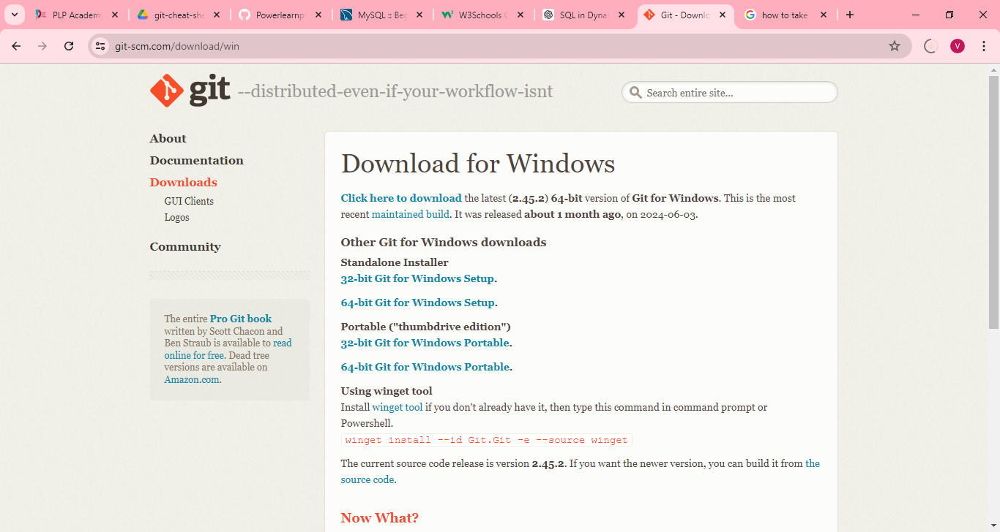 PLP Academ
git-cheat-she
Powerlearnp
MySQL :: Beg
W3Schools
SQL in Dyna
Git - Downlo
how to take
git-scm.com/download/win
V
git --distributed-even-if-your-workflow-isnt
Search entire site...
About
Documentation
Downloads
GUI Clients
Logos
Community
The entire Pro Git book
written by Scott Chacon and
Ben Straub is available to read
online for free. Dead tree
versions are available on
Amazon.com.
Download for Windows
Click here to download the latest (2.45.2) 64-bit version of Git for Windows. This is the most
recent maintained build. It was released about 1 month ago, on 2024-06-03.
Other Git for Windows downloads
Standalone Installer
32-bit Git for Windows Setup.
64-bit Git for Windows Setup.
Portable ("thumbdrive edition")
32-bit Git for Windows Portable.
64-bit Git for Windows Portable.
Using winget tool
Install winget tool if you don't already have it, then type this command in command prompt or
Powershell.
winget install --id Git.Git -e --source winget
The current source code release is version 2.45.2. If you want the newer version, you can build it from the
source code.
Now What?